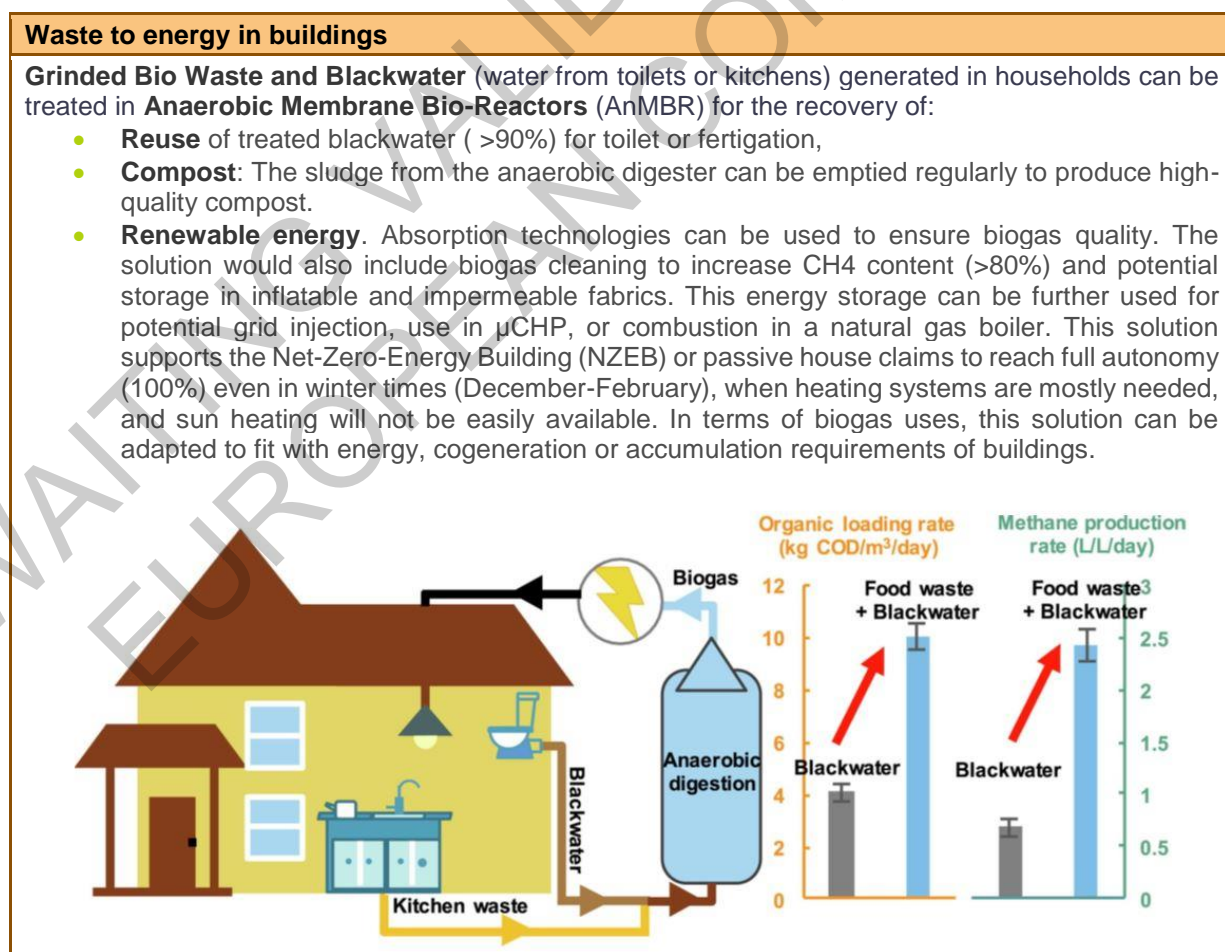 Waste to energy in buildings
Grinded Bio Waste and Blackwater (water from toilets or kitchens) generated in households can be
treated in Anaerobic Membrane Bio-Reactors (AnMBR) for the recovery of:
• Reuse of treated blackwater ( >90%) for toilet or fertigation,
• Compost: The sludge from the anaerobic digester can be emptied regularly to produce high-
quality compost.
• Renewable energy. Absorption technologies can be used to ensure biogas quality. The
solution would also include biogas cleaning to increase CH4 content (>80%) and potential
storage in inflatable and impermeable fabrics. This energy storage can be further used for
potential grid injection, use in µCHP, or combustion in a natural gas boiler. This solution
supports the Net-Zero-Energy Building (NZEB) or passive house claims to reach full autonomy
(100%) even in winter times (December-February), when heating systems are mostly needed,
and sun heating will not be easily available. In terms of biogas uses, this solution can be
adapted to fit with energy, cogeneration or accumulation requirements of buildings.
Biogas
Anaerobic
digestion
Blackwater
Kitchen waste
Organic loading rate
(kg COD/m³/day)
12
10
8
6
4
2
0
Food waste
+ Blackwater
Blackwater
Methane production
rate (L/L/day)
Food waste
+ Blackwater
Blackwater
3
2.5
2
1.5
1
0.5
0
EUROPEAN